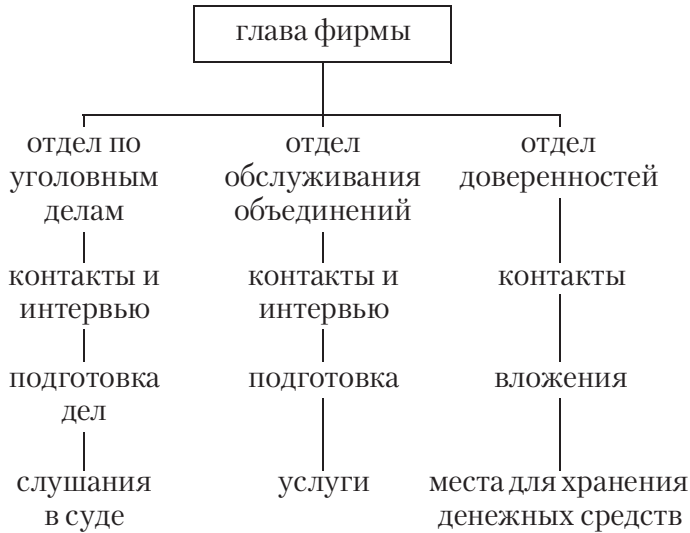 глава фирмы
отдел по
уголовным
делам
контакты и
интервью
подготовка
дел
слушания
в суде
отдел
обслуживания
объединений
контакты и
интервью
подготовка
услуги
отдел
доверенностей
контакты
вложения
места для хранения
денежных средств